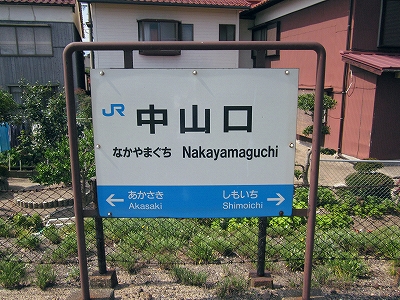 JR 中山口
なかやまぐち Nakayamaguchi
← あかさき しもいち →
Akasaki Shimoichi